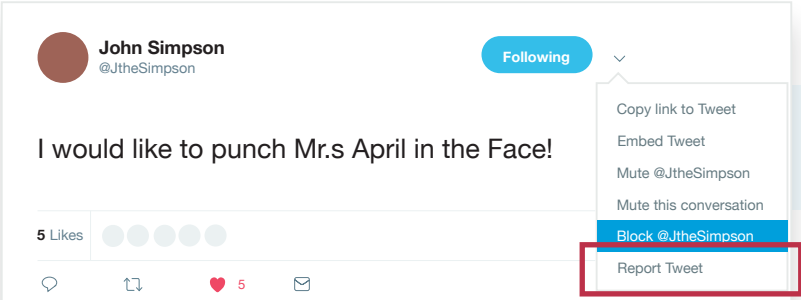 John Simpson
@JtheSimpson
Following
Copy link to Tweet
Embed Tweet
Mute @JtheSimpson
Mute this conversation
Block @JtheSimpson
Report Tweet
I would like to punch Mr.s April in the Face!
5 Likes
5